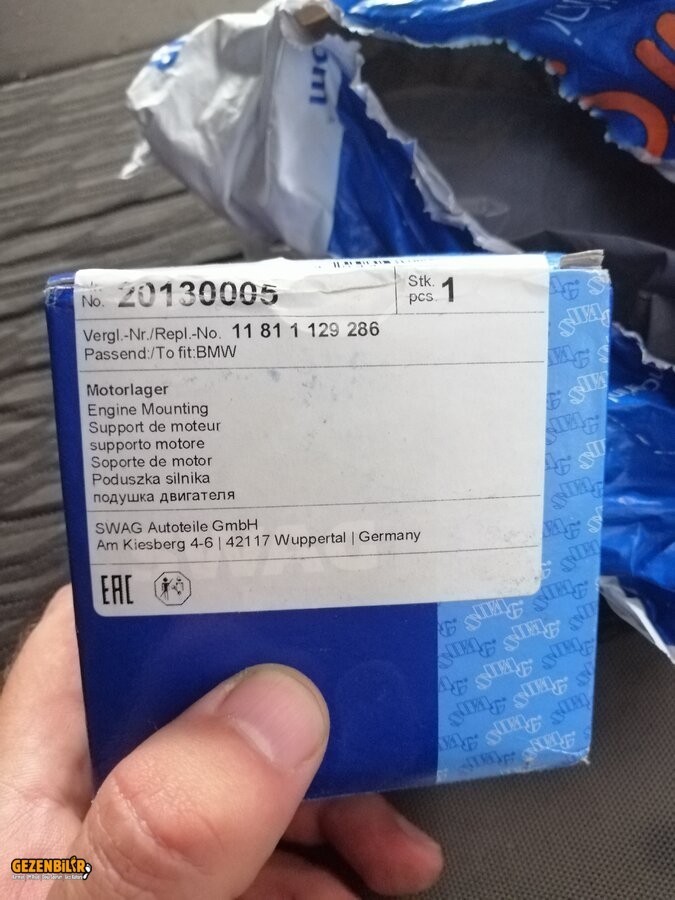 No. 20130005
Stk.
pcs. 1
Vergl.-Nr./Repl.-No. 11 81 1 129 286
Passend:/To fit:BMW
Motorlager
Engine Mounting
Support de moteur
supporto motore
Soporte de motor
Poduszka silnika
подушка двигателя
SWAG Autoteile GmbH
Am Kiesberg 4-6 | 42117 Wuppertal | Germany
EAC
SWAG
GEZENBİLİR